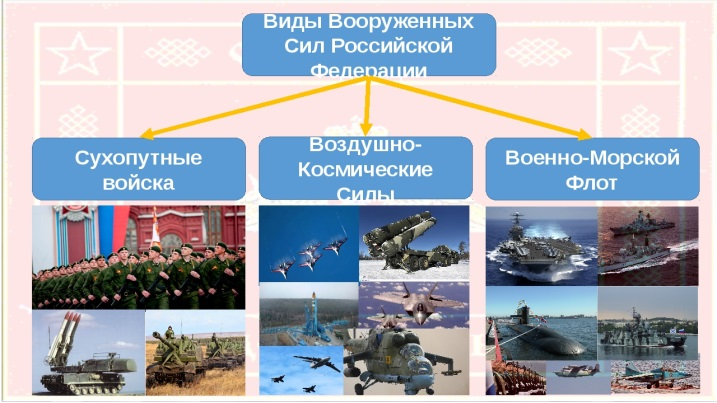 Виды Вооруженных
Сил Российской
Федерации
Сухопутные
войска
Воздушно-
Космические
Силы
Военно-Морской
Флот